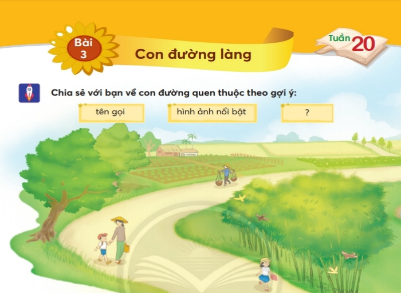 Bài
3
Con đường làng
Tuần 20
Chia sẻ với bạn về con đường quen thuộc theo gợi ý:
tên gọi
hình ảnh nổi bật
?